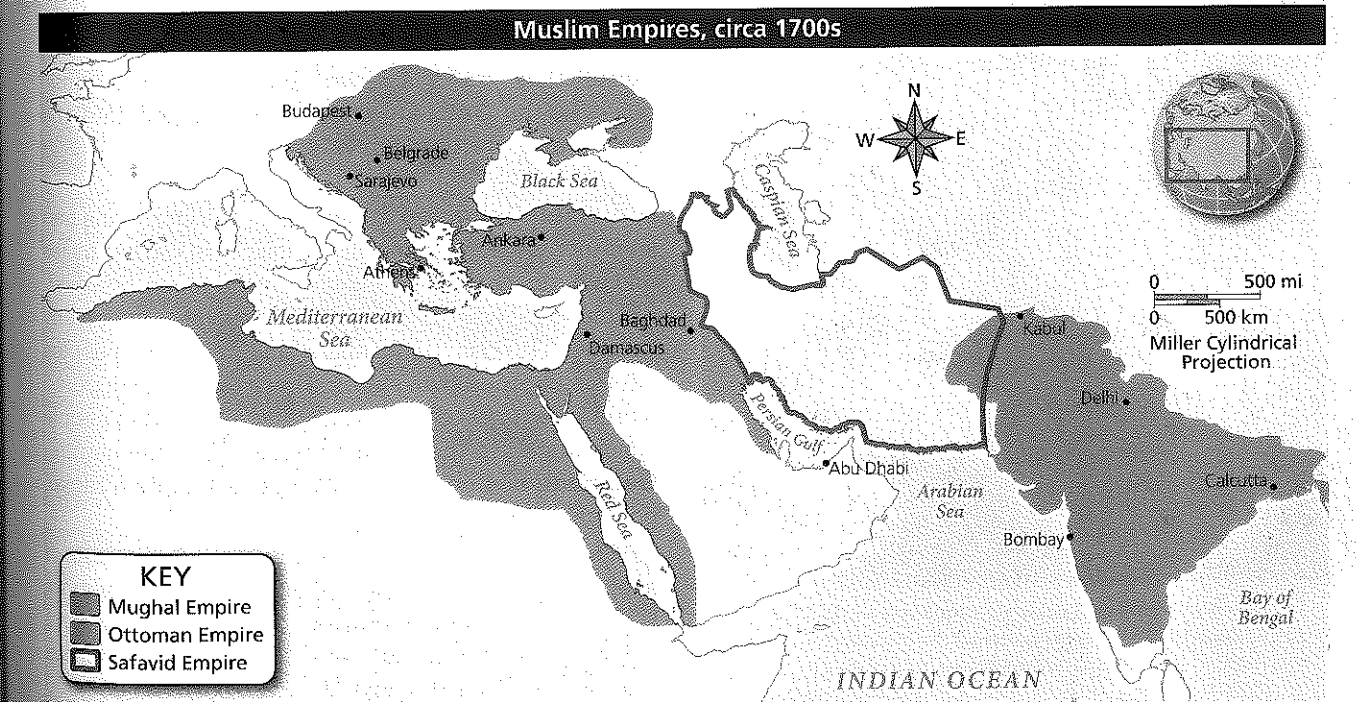 Muslim Empires, circa 1700s
N
W
E
S
Budapest
Belgrade
Sarajevo
Black Sea
Caspian Sea
Ankara
Athens
Mediterranean
Sea
Baghdad
Damascus
0 500 mi
0 500 km
Miller Cylindrical
Projection
Kabul
Delhi
Persian Gulf
Abu Dhabi
Calcutta
Red Sea
Arabian
Sea
Bombay
Bay of
Bengal
INDIAN OCEAN
KEY
Mughal Empire
Ottoman Empire
Safavid Empire